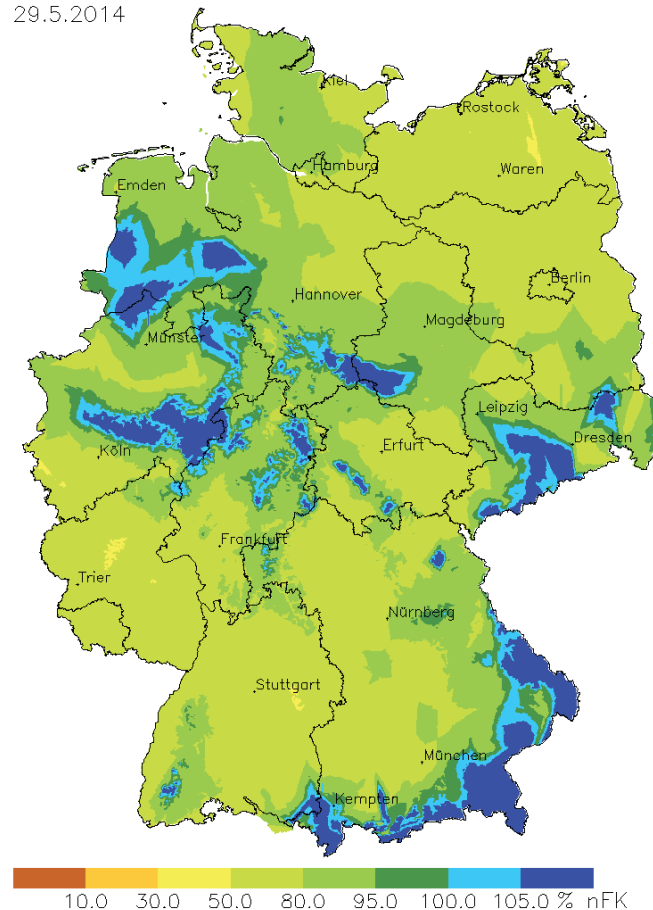 29.5.2014
Kiel
Rostock
Hamburg
Waren
Emden
Berlin
Hannover
Magdeburg
Münster
Leipzig
Dresden
Köln
Erfurt
Frankfurt
Trier
Nürnberg
Stuttgart
München
Kempten
10.0 30.0 50.0 80.0 95.0 100.0 105.0 % nFK